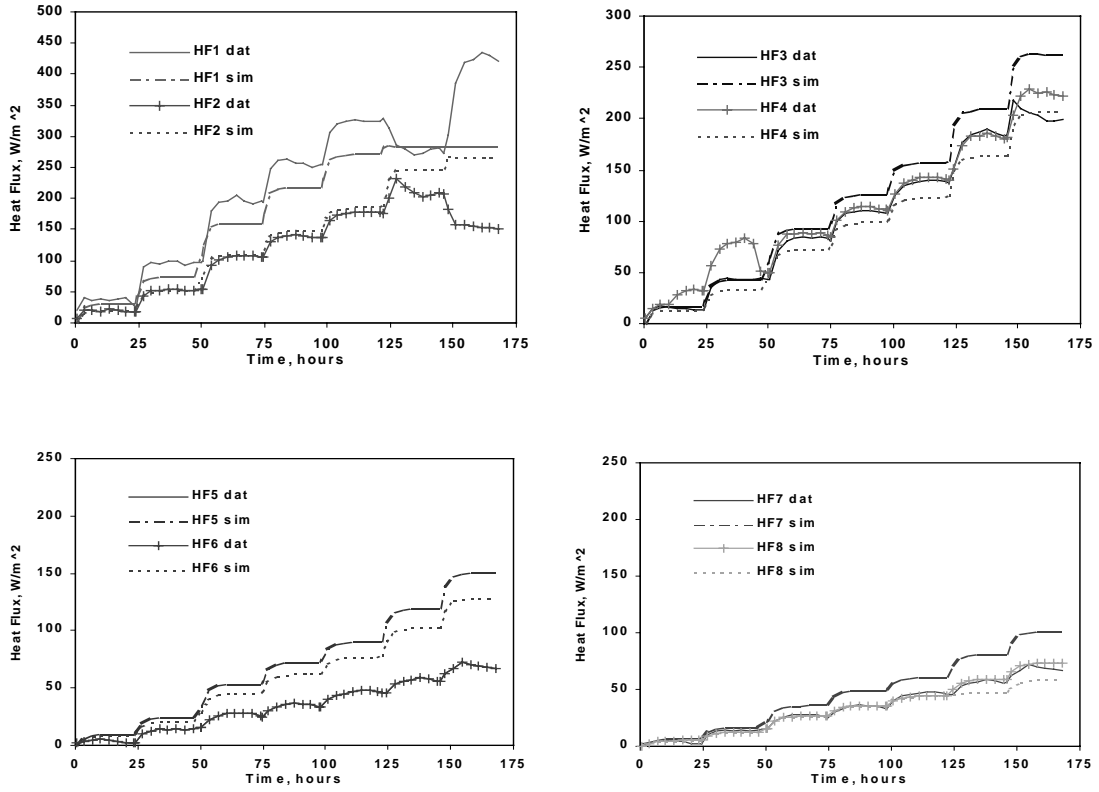 500
450
400
350
300
250
200
150
100
50
0
Heat Flux, W/m^2
HF1 dat
HF1 sim
HF2 dat
HF2 sim
0 25 50 75 100 125 150 175
Time, hours
300
250
200
150
100
50
0
Heat Flux, W/m^2
HF3 dat
HF3 sim
HF4 dat
HF4 sim
0 25 50 75 100 125 150 175
Time, hours
250
200
150
100
50
0
Heat Flux, W/m^2
HF5 dat
HF5 sim
HF6 dat
HF6 sim
0 25 50 75 100 125 150 175
Time, hours
250
200
150
100
50
0
Heat Flux, W/m^2
HF7 dat
HF7 sim
HF8 sim
HF8 sim
0 25 50 75 100 125 150 175
Time, hours